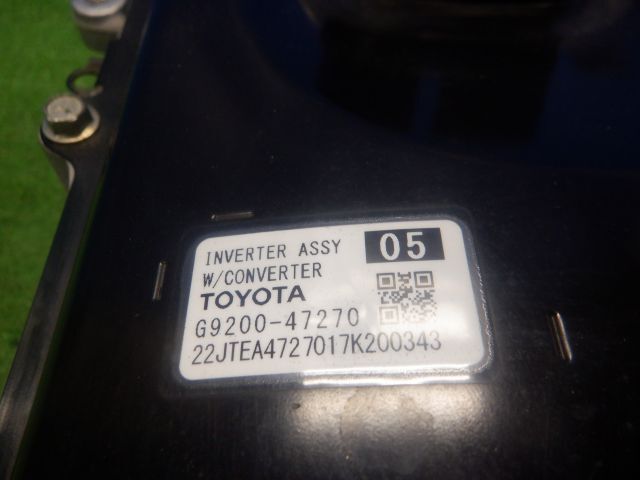 INVERTER ASSY 05
W/CONVERTER
TOYOTA
G9200-47270
22JTEA4727017K200343